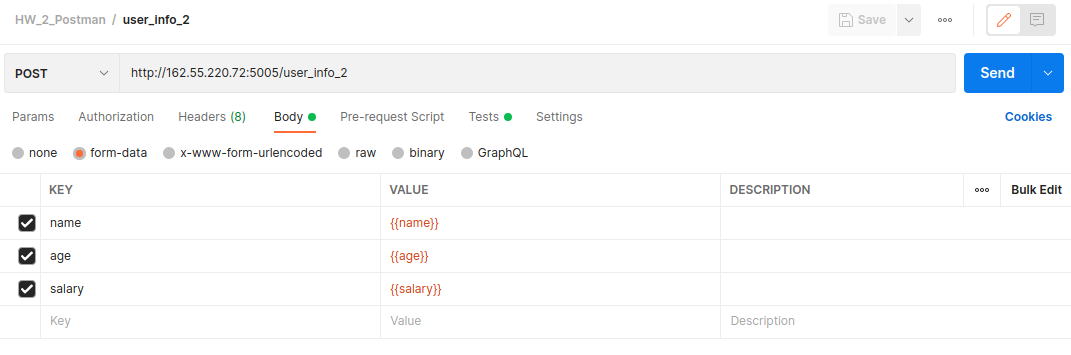 HW_2_Postman / user_info_2 Save
POST http://162.55.220.72:5005/user_info_2 Send
Params Authorization Headers (8) Body Pre-request Script Tests Settings Cookies
none form-data x-www-form-urlencoded raw binary GraphQL
KEY VALUE DESCRIPTION Bulk Edit
name {{name}}
age {{age}}
salary {{salary}}
Key Value Description